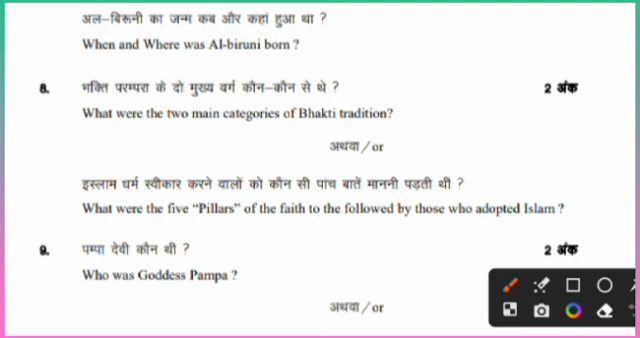 अल–बिरूनी का जन्म कब और कहां हुआ था ?
When and Where was Al-biruni born ?
8. भक्ति परम्परा के दो मुख्य वर्ग कौन–कौन से थे ? 2 अंक
What were the two main categories of Bhakti tradition?
अथवा / or
इस्लाम धर्म स्वीकार करने वालों को कौन सी पांच बातें माननी पड़ती थी ?
What were the five “Pillars” of the faith to the followed by those who adopted Islam ?
9. पम्पा देवी कौन थी ? 2 अंक
Who was Goddess Pampa ?
अथवा / or